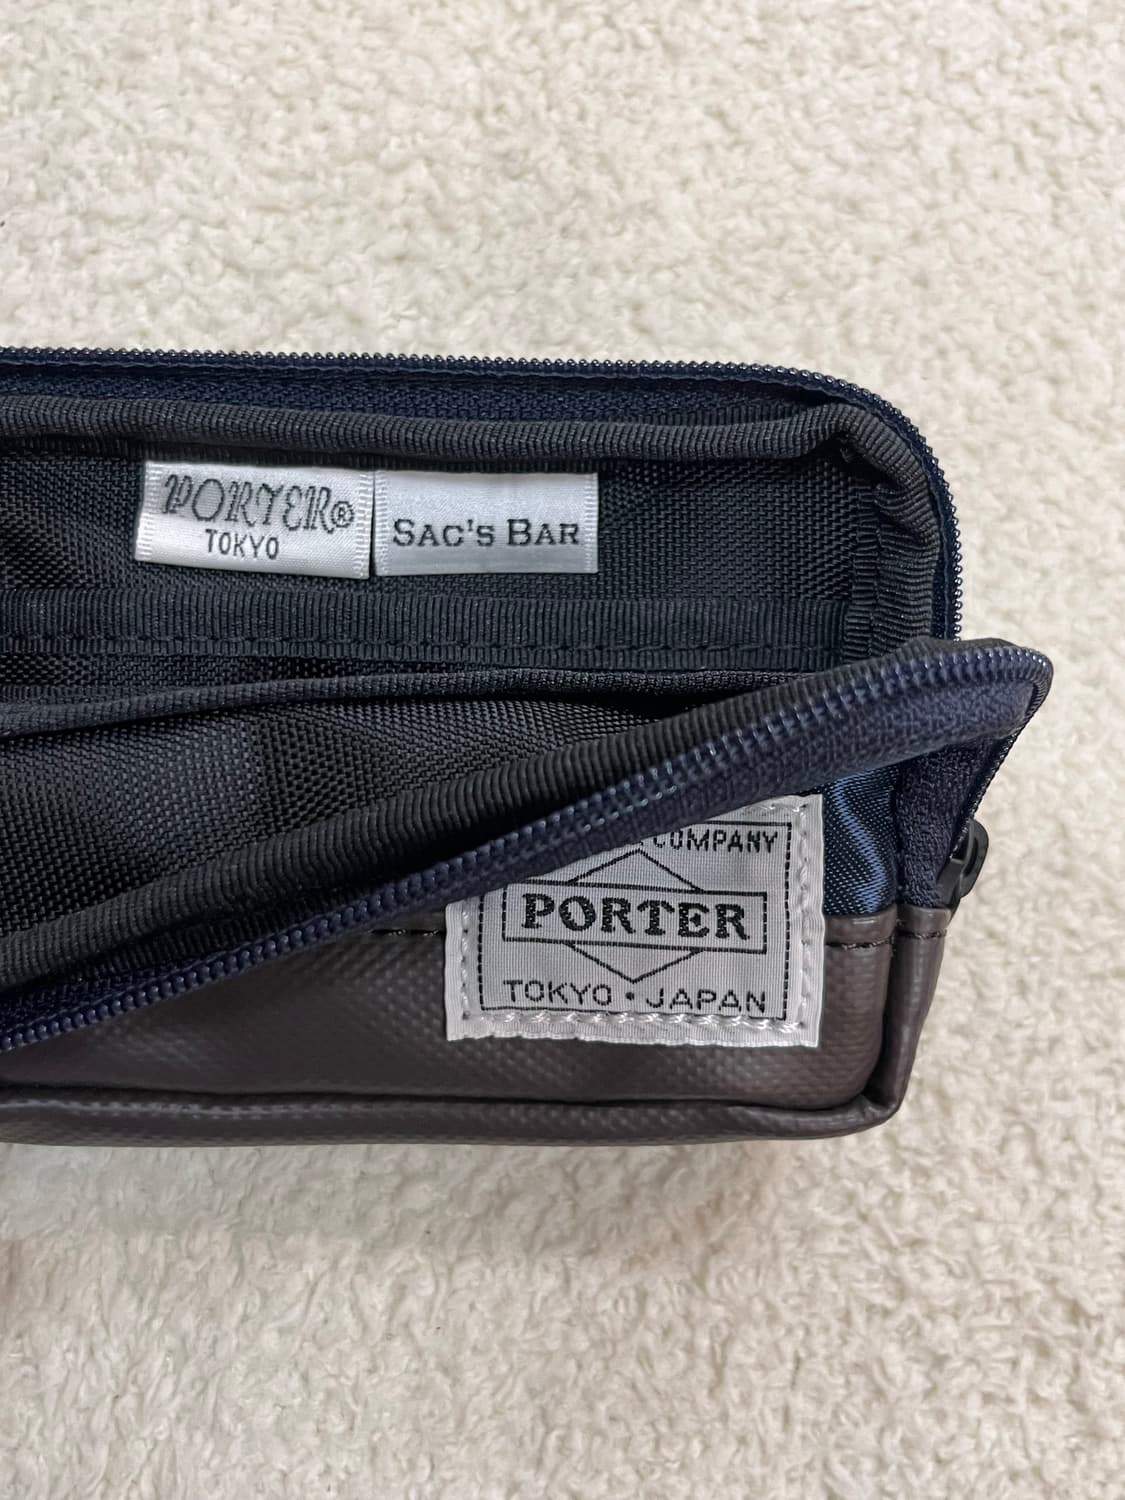 PORTER®
TOKYO
SAC'S BAR
COMPANY
PORTER
TOKYO・JAPAN